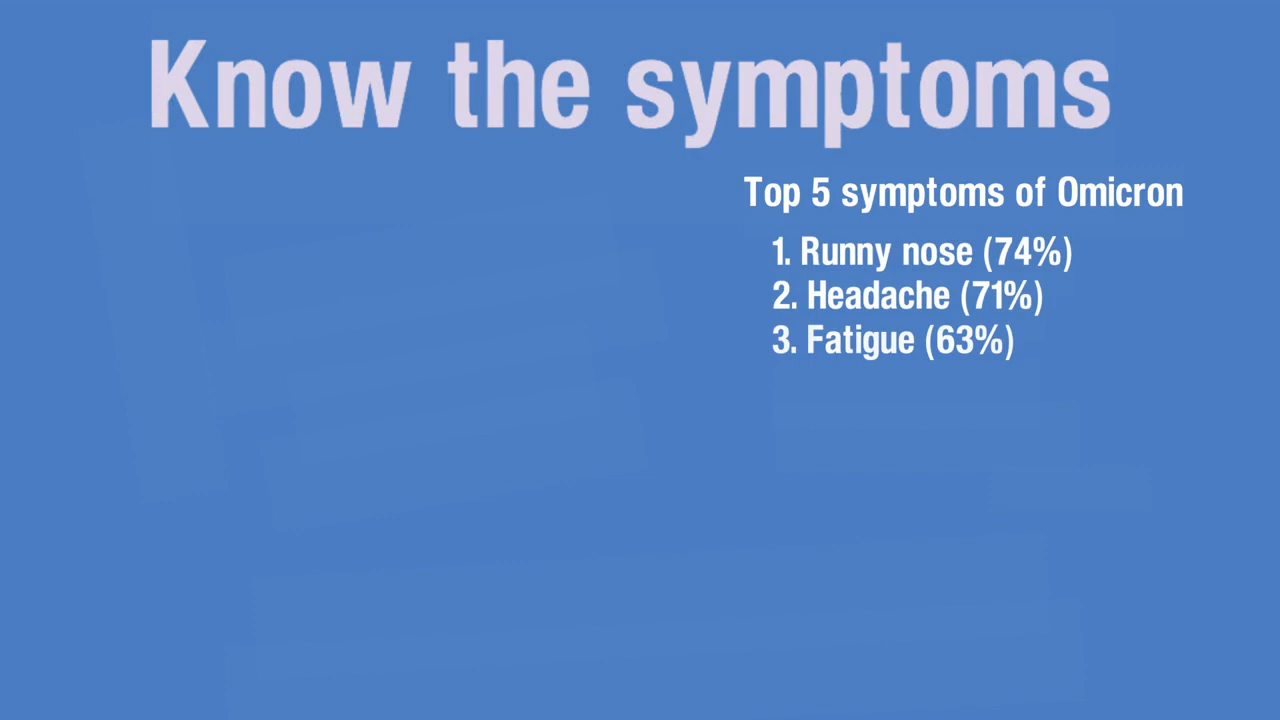 Know the symptoms
Top 5 symptoms of Omicron
1. Runny nose (74%)
2. Headache (71%)
3. Fatigue (63%)